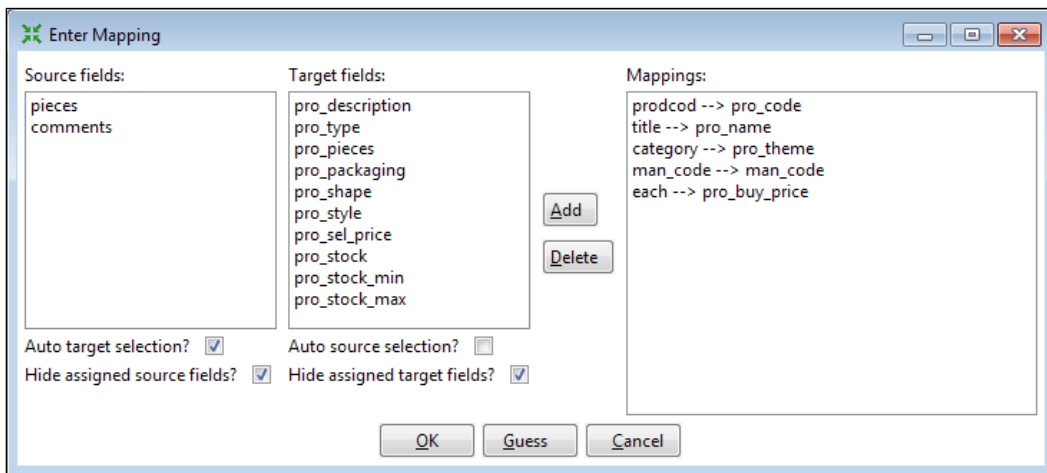 Enter Mapping
Source fields:
pieces
comments
Auto target selection?
Hide assigned source fields?
Target fields:
pro_description
pro_type
pro_pieces
pro_packaging
pro_shape
pro_style
pro_sel_price
pro_stock
pro_stock_min
pro_stock_max
Auto source selection?
Hide assigned target fields?
Add
Delete
Mappings:
prodcod --> pro_code
title --> pro_name
category --> pro_theme
man_code --> man_code
each --> pro_buy_price
OK
Guess
Cancel